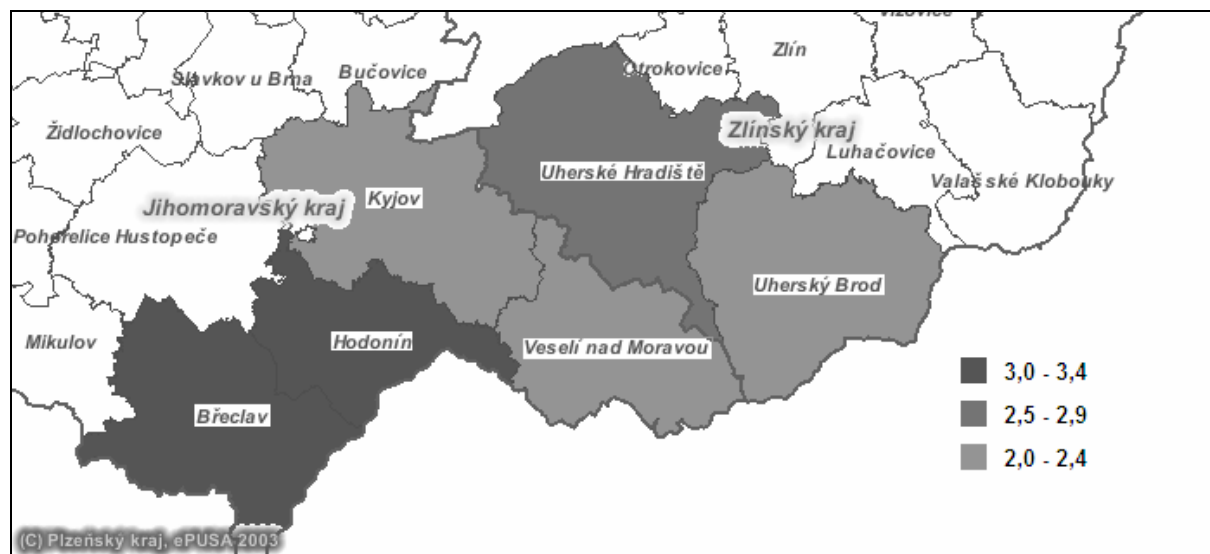 Vizovice
Zlín
Otrokovice
Bučovice
Slavkov u Brna
Židlochovice
Zlínský kraj
Luhačovice
Uherské Hradiště
Valašské Klobouky
Kyjov
Jihomoravský kraj
Pohořelice Hustopeče
Uherský Brod
Mikulov
Hodonín
Veselí nad Moravou
Břeclav
3,0 - 3,4
2,5 - 2,9
2,0 - 2,4
(C) Plzeňský kraj, ePUSA 2003